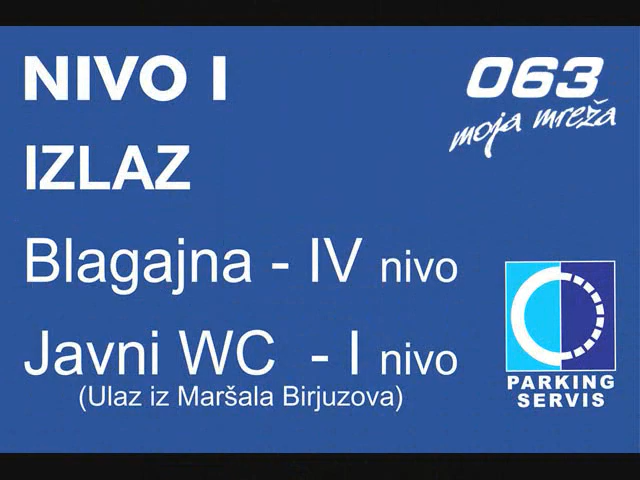 NIVO I
063
moja mreža
IZLAZ
Blagajna - IV nivo
Javni WC - I nivo
(Ulaz iz Maršala Birjuzova)
PARKING
SERVIS